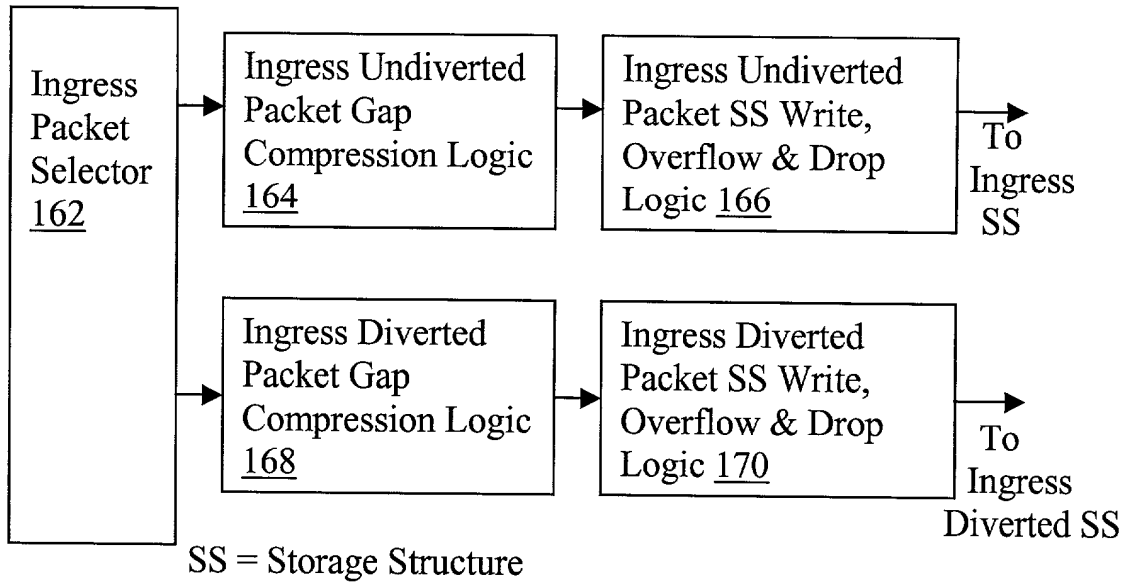 Ingress
Packet
Selector
162
Ingress Undiverted
Packet Gap
Compression Logic
164
Ingress Undiverted
Packet SS Write,
Overflow & Drop
Logic 166
To
Ingress
SS
Ingress Diverted
Packet Gap
Compression Logic
168
Ingress Diverted
Packet SS Write,
Overflow & Drop
Logic 170
To
Ingress
Diverted SS
SS = Storage Structure